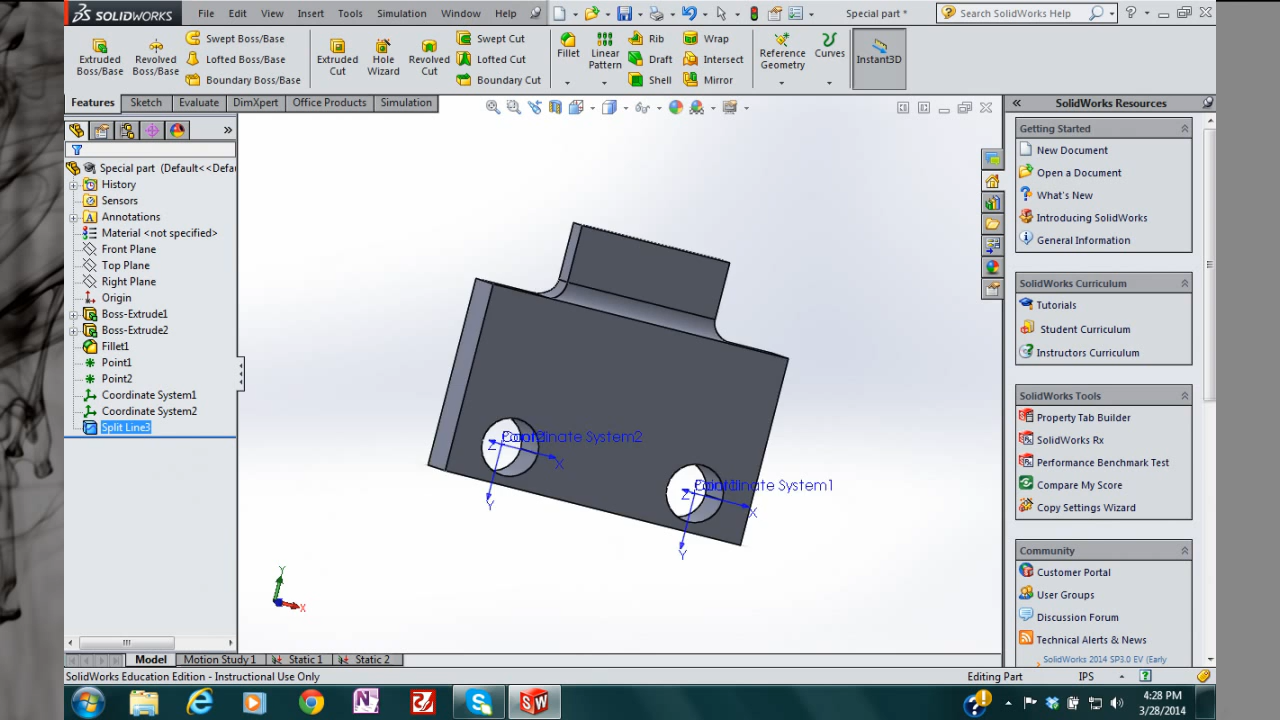 SOLIDWORKS File Edit View Insert Tools Simulation Window Help Special part * Search SolidWorks Help
Extruded Boss/Base
Revolved Boss/Base
Swept Boss/Base
Lofted Boss/Base
Boundary Boss/Base
Extruded Cut
Hole Wizard
Revolved Cut
Swept Cut
Lofted Cut
Boundary Cut
Fillet
Linear Pattern
Rib
Draft
Shell
Wrap
Intersect
Mirror
Reference Geometry
Curves
Instant3D
Features Sketch Evaluate DimXpert Office Products Simulation
Special part (Default<<Defau
History
Sensors
Annotations
Material <not specified>
Front Plane
Top Plane
Right Plane
Origin
Boss-Extrude1
Boss-Extrude2
Fillet1
Point1
Point2
Coordinate System1
Coordinate System2
Split Line3
Coordinate System2
Z
X
Y
Coordinate System1
Z
X
Y
Y
X
SolidWorks Resources
Getting Started
New Document
Open a Document
What's New
Introducing SolidWorks
General Information
SolidWorks Curriculum
Tutorials
Student Curriculum
Instructors Curriculum
SolidWorks Tools
Property Tab Builder
SolidWorks Rx
Performance Benchmark Test
Compare My Score
Copy Settings Wizard
Community
Customer Portal
User Groups
Discussion Forum
Technical Alerts & News
SolidWorks 2014 SP3.0 EV (Early
Model Motion Study 1 Static 1 Static 2
SolidWorks Education Edition - Instructional Use Only Editing Part IPS
4:28 PM
3/28/2014